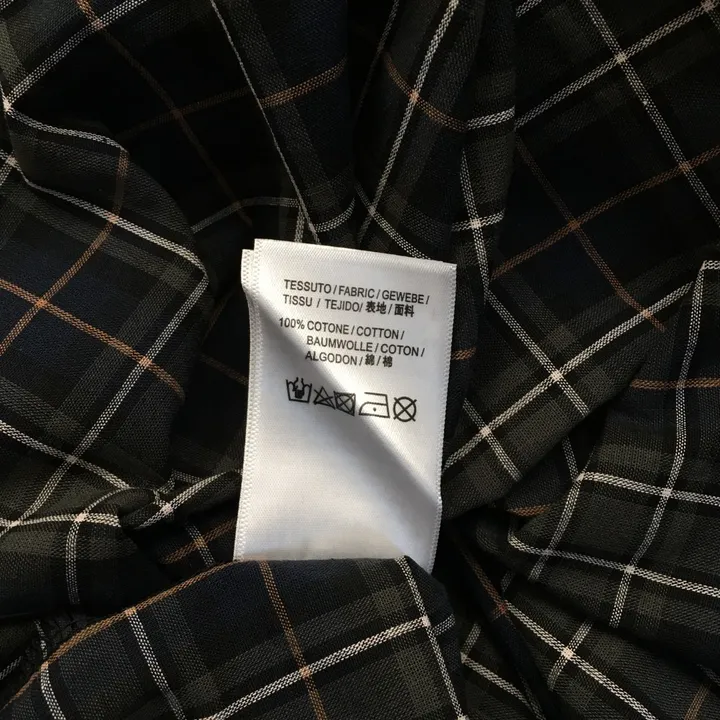 TESSUTO / FABRIC / GEWEBE /
TISSU / TEJIDO / 表地 / 面料
100% COTONE / COTTON /
BAUMWOLLE / COTON /
ALGODON / 綿 / 棉